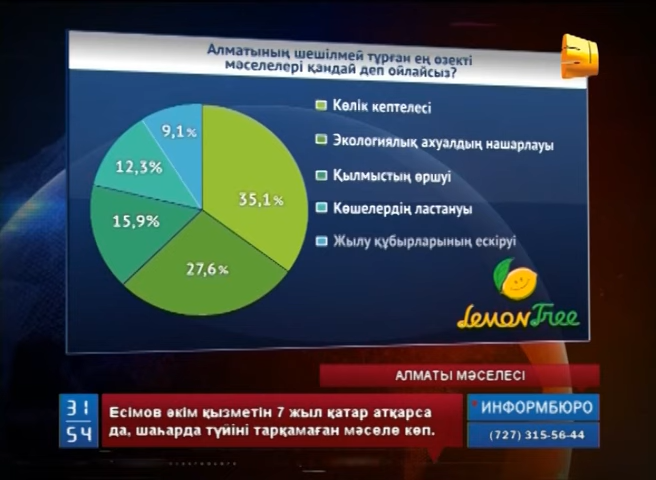 Алматының шешілмей тұрған ең өзекті
мәселелері қандай деп ойлайсыз?
Көлік кептелесі
Экологиялық ахуалдың нашарлауы
Қылмыстың өршуі
Көшелердің ластануы
Жылу құбырларының ескіруі
9,1%
12,3%
35,1%
15,9%
27,6%
LemonTree
АЛМАТЫ МӘСЕЛЕСІ
31
54
Есімов әкім қызметін 7 жыл қатар атқарса
да, шаһарда түйіні тарқамаған мәселе көп.
ИНФОРМБЮРО
(727) 315-56-44